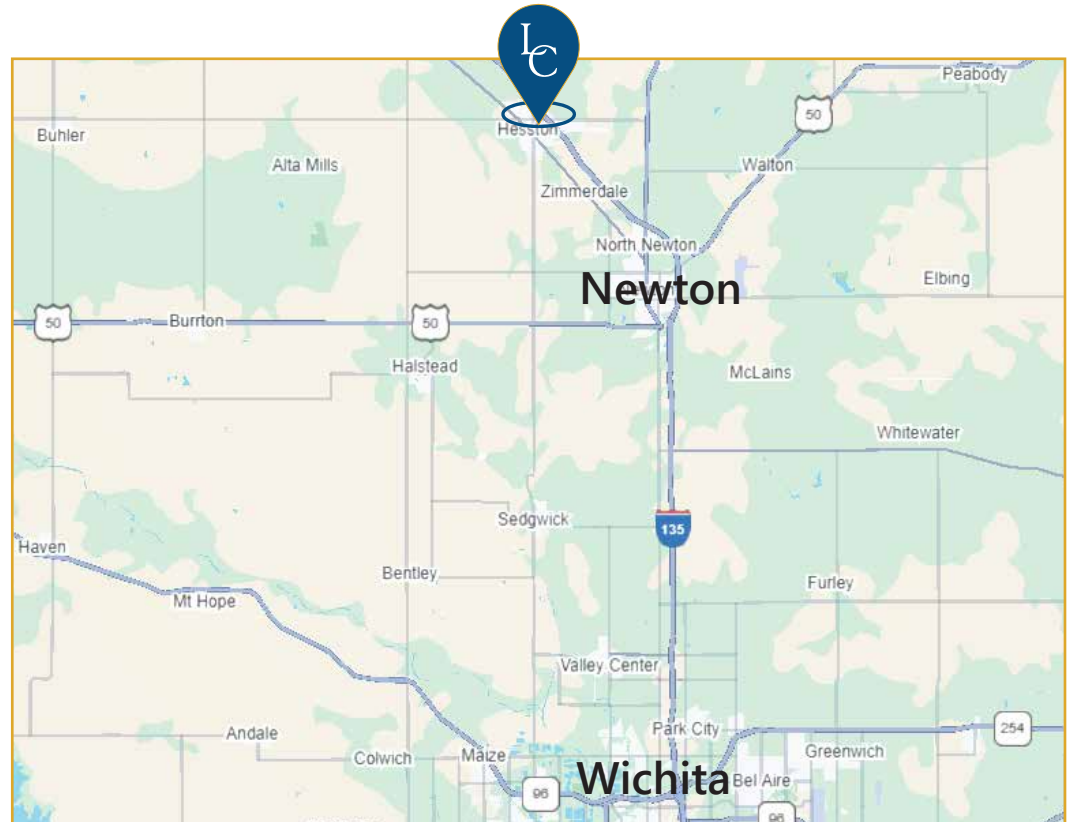 LC
Peabody
50
Buhler
Hesston
Alta Mills
Walton
Zimmerdale
North Newton
Newton
Elbing
50
Burrton
50
Halstead
McLains
Whitewater
Sedgwick
135
Haven
Bentley
Furley
Mt Hope
Valley Center
Park City
254
Andale
Greenwich
Colwich
Maize
Wichita
Bel Aire
96
96